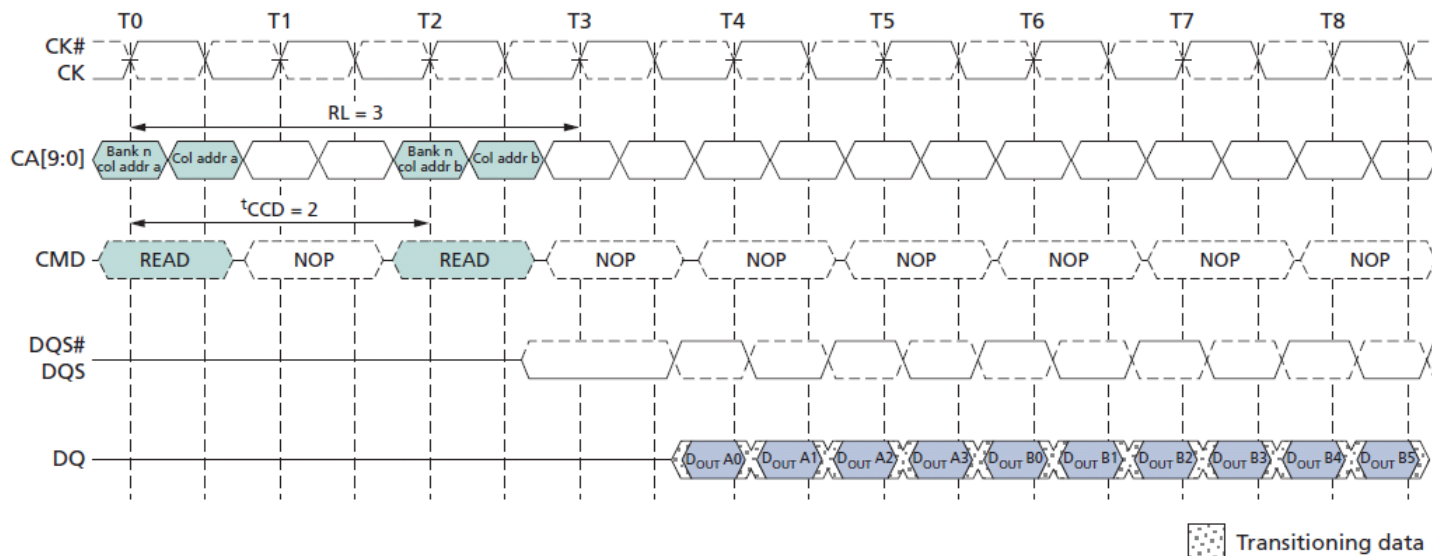 T0 T1 T2 T3 T4 T5 T6 T7 T8
CK#
CK
RL = 3
CA[9:0]
Bank n
col addr a
Col addr a
Bank n
col addr b
Col addr b
tCCD = 2
CMD READ NOP READ NOP NOP NOP NOP NOP NOP
DQS#
DQS
DQ DOUT A0 DOUT A1 DOUT A2 DOUT A3 DOUT B0 DOUT B1 DOUT B2 DOUT B3 DOUT B4 DOUT B5
Transitioning data